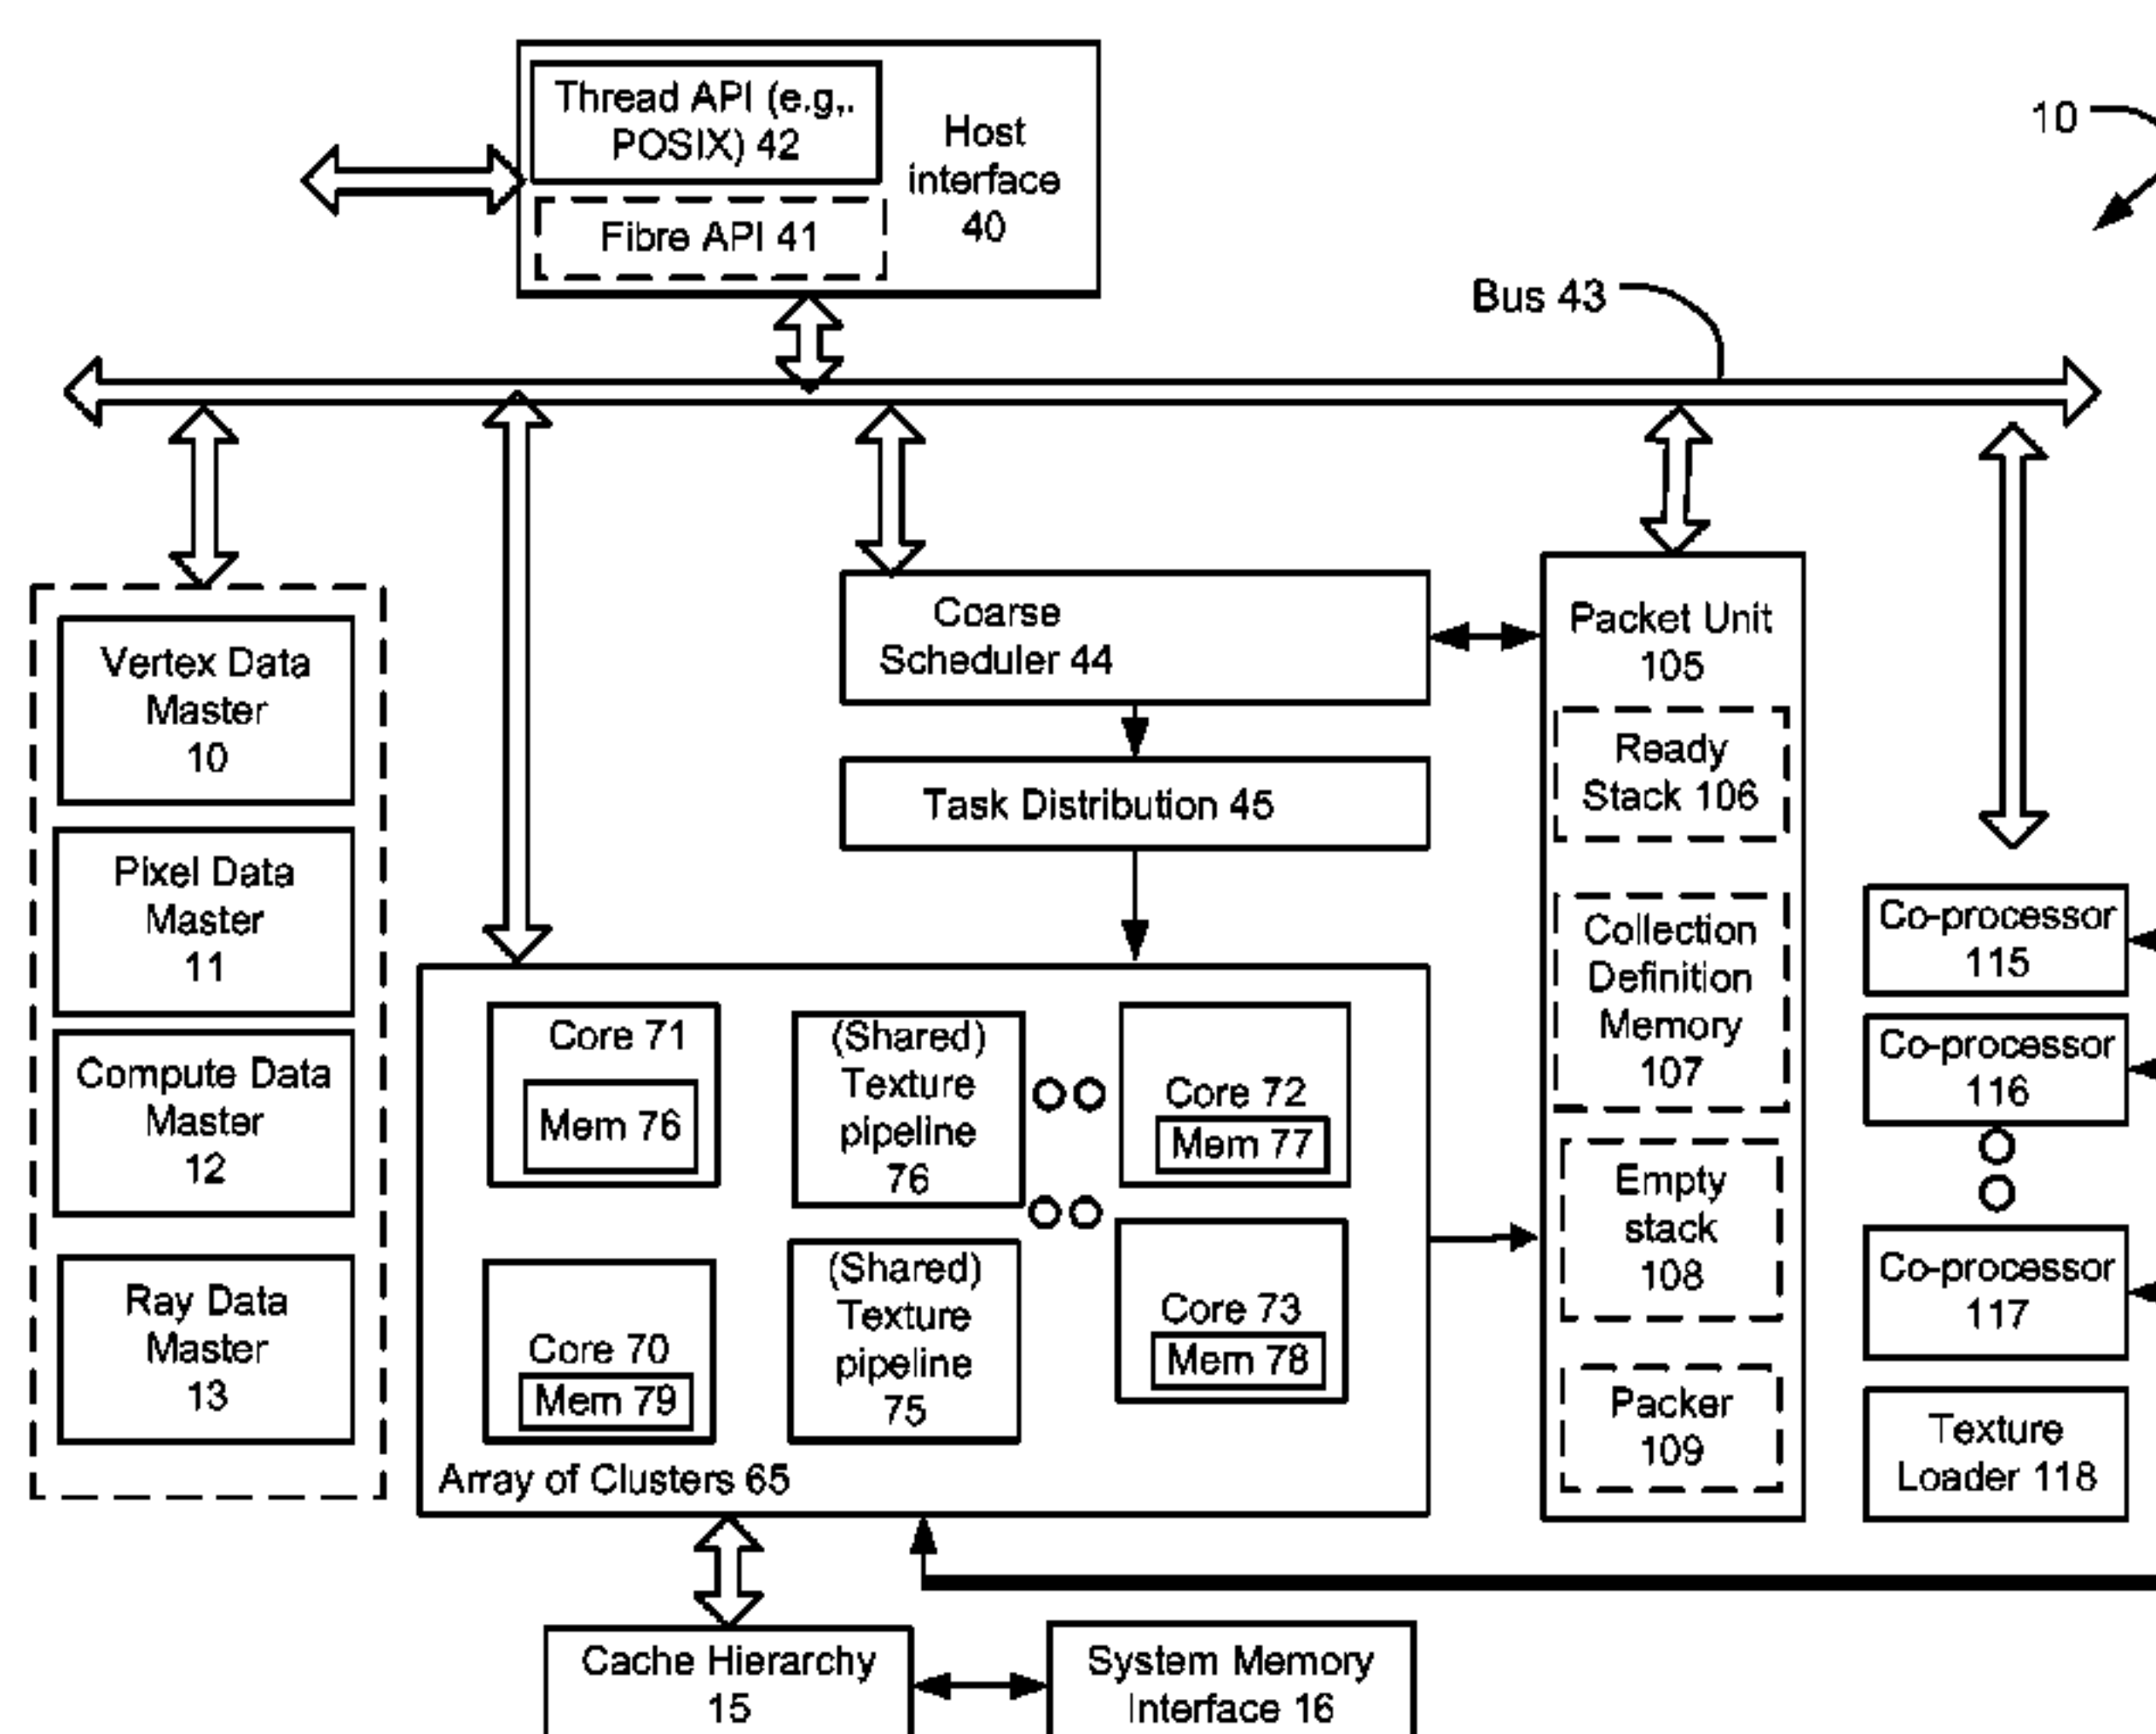 Thread API (e.g,.
POSIX) 42
Fibre API 41
Host
interface
40
10
Bus 43
Vertex Data
Master
10
Pixel Data
Master
11
Compute Data
Master
12
Ray Data
Master
13
Coarse
Scheduler 44
Task Distribution 45
Core 71
Mem 76
(Shared)
Texture
pipeline
76
Core 72
Mem 77
Core 70
Mem 79
(Shared)
Texture
pipeline
75
Core 73
Mem 78
Array of Clusters 65
Packet Unit
105
Ready
Stack 106
Collection
Definition
Memory
107
Empty
stack
108
Packer
109
Co-processor
115
Co-processor
116
Co-processor
117
Texture
Loader 118
Cache Hierarchy
15
System Memory
Interface 16